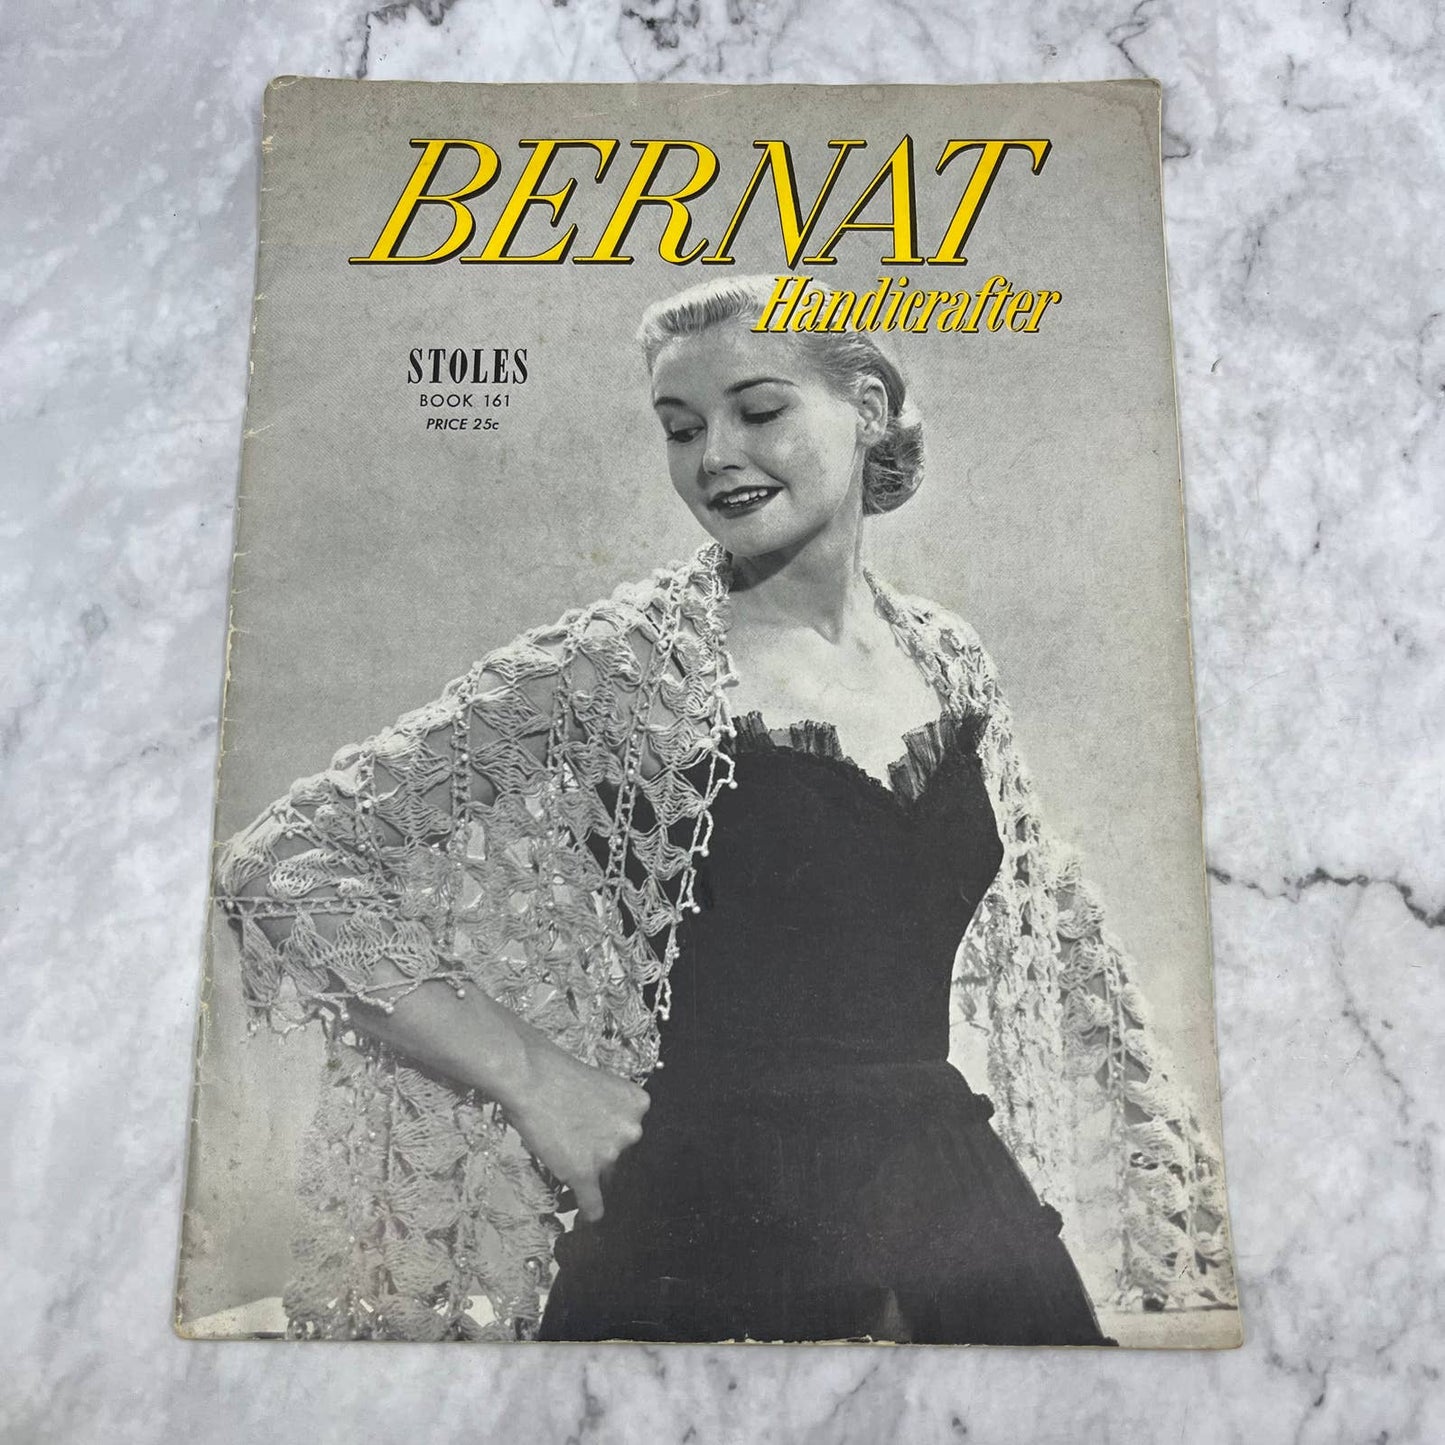 BERNAT
Handicrafter
STOLES
BOOK 161
PRICE 25c